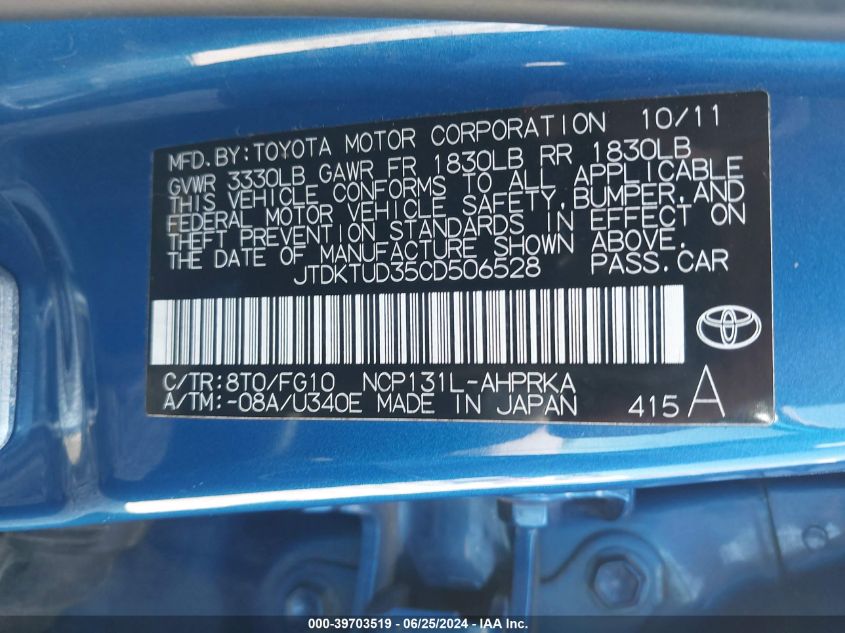 MFD. BY: TOYOTA MOTOR CORPORATION 10/11
GVWR 3330LB GAWR FR 1830LB RR 1830LB
THIS VEHICLE CONFORMS TO ALL APPLICABLE
FEDERAL MOTOR VEHICLE SAFETY, BUMPER, AND
THEFT PREVENTION STANDARDS IN EFFECT ON
THE DATE OF MANUFACTURE SHOWN ABOVE.
JTDKTUD35CD506528 PASS. CAR
C/TR: 8T0/FG10 NCP131L-AHPRKA
A/TM: -08A/U340E MADE IN JAPAN 415 A
000-39703519 - 06/25/2024 - IAAI.COM